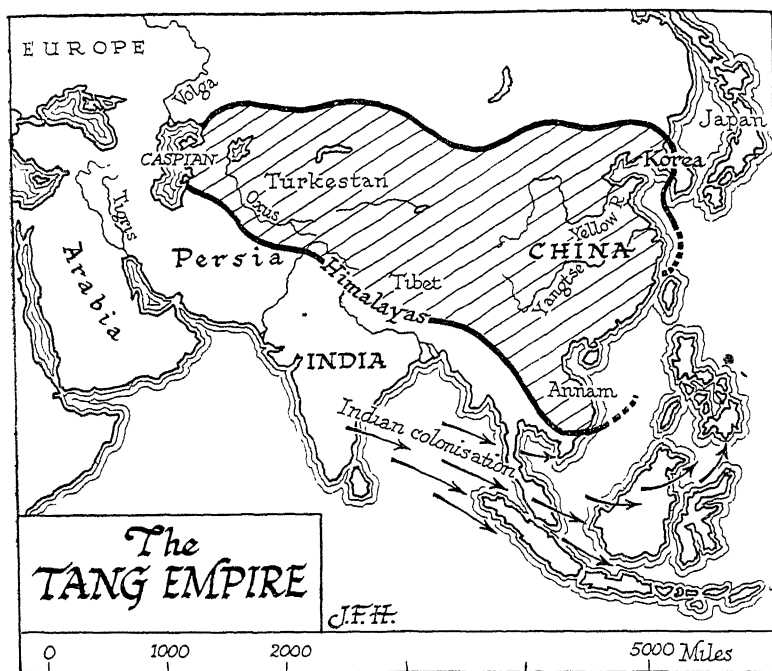 EUROPE
Volga
Japan
CASPIAN
Korea
Turkestan
Oxus
Tigris
Yellow R.
Persia
CHINA
Arabia
Himalayas
Tibet
Yangtse
INDIA
Annam
Indian colonisation
The
TANG EMPIRE
J.F.H.
0 1000 2000 5000 Miles